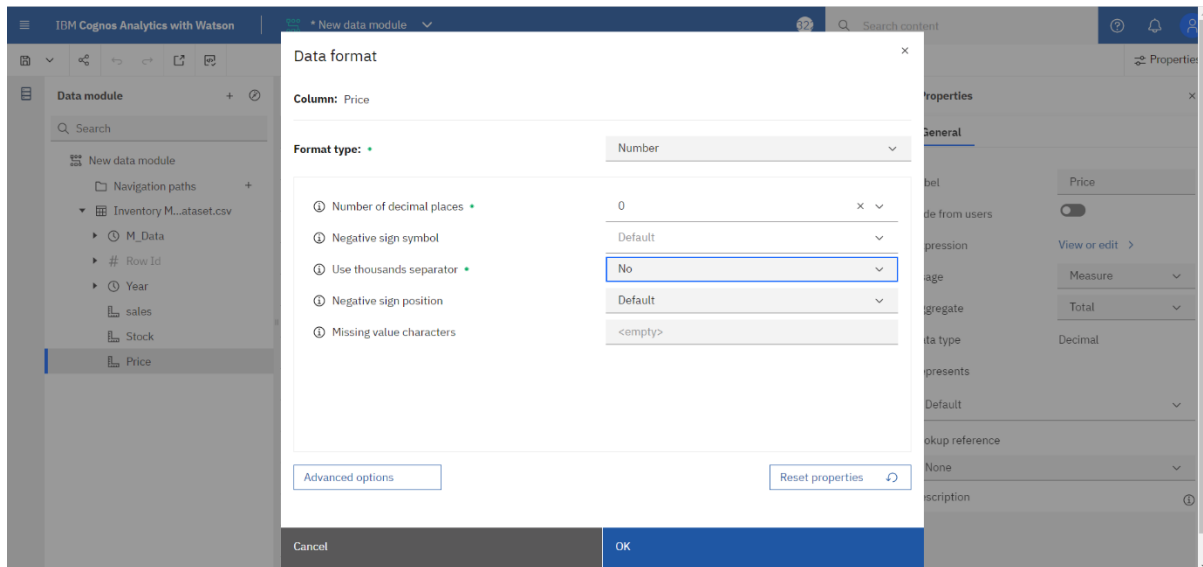 IBM Cognos Analytics with Watson
* New data module
Search content
Properties
Data module
Search
New data module
Navigation paths
Inventory M...ataset.csv
M_Data
# Row Id
Year
sales
Stock
Price
Data format
Column: Price
Format type:
Number
Number of decimal places
0
Negative sign symbol
Default
Use thousands separator
No
Negative sign position
Default
Missing value characters
<empty>
Advanced options
Reset properties
Cancel
OK
Properties
General
bel
Price
de from users
pression
View or edit
sage
Measure
ggregate
Total
ta type
Decimal
presents
Default
okup reference
None
scription